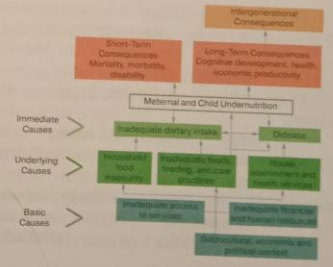 Intergenerational
Consequences
Short-Term
Consequences
Mortality, morbidity,
disability
Long-Term Consequences
Cognitive development, health,
economic productivity
Meternal and Child Undernutrition
Immediate
Causes
Inadequate dietary intake
Disease
Underlying
Causes
Household
food
insecurity
Inadequate foods,
feeding, and care
practices
House,
environment and
health services
Basic
Causes
Inadequate access
to services
Inadequate financial
and human resources
Sociocultural, economic and
political context